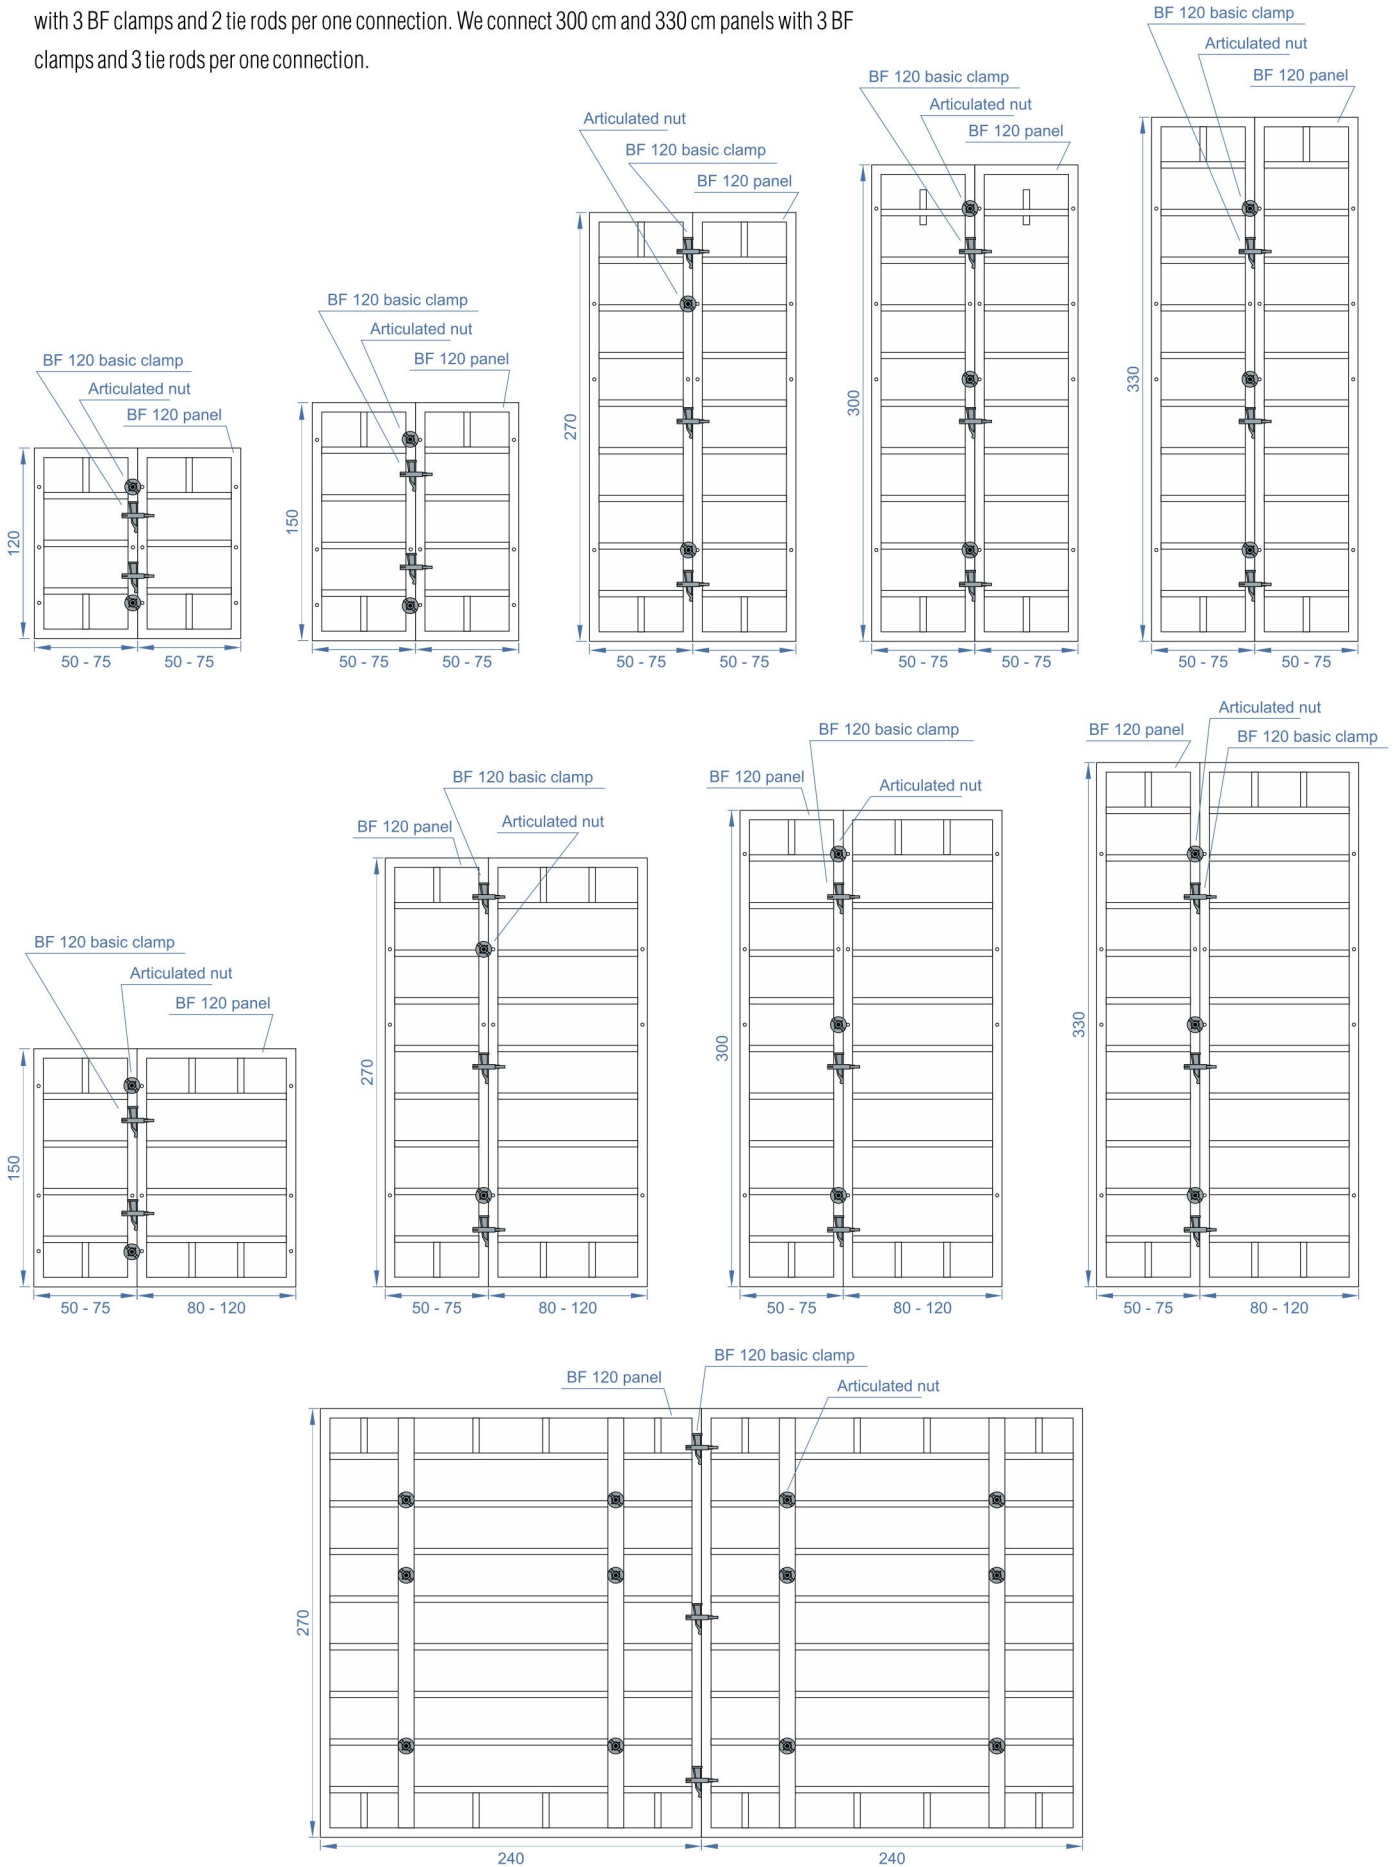 with 3 BF clamps and 2 tie rods per one connection. We connect 300 cm and 330 cm panels with 3 BF
clamps and 3 tie rods per one connection.
BF 120 basic clamp
Articulated nut
BF 120 panel
120
50 - 75
50 - 75
BF 120 basic clamp
Articulated nut
BF 120 panel
150
50 - 75
50 - 75
Articulated nut
BF 120 basic clamp
BF 120 panel
270
50 - 75
50 - 75
BF 120 basic clamp
Articulated nut
BF 120 panel
300
50 - 75
50 - 75
BF 120 basic clamp
Articulated nut
BF 120 panel
330
50 - 75
50 - 75
BF 120 basic clamp
Articulated nut
BF 120 panel
150
50 - 75
80 - 120
BF 120 basic clamp
Articulated nut
BF 120 panel
270
50 - 75
80 - 120
BF 120 basic clamp
BF 120 panel
Articulated nut
300
50 - 75
80 - 120
Articulated nut
BF 120 panel
BF 120 basic clamp
330
50 - 75
80 - 120
BF 120 basic clamp
BF 120 panel
Articulated nut
270
240
240